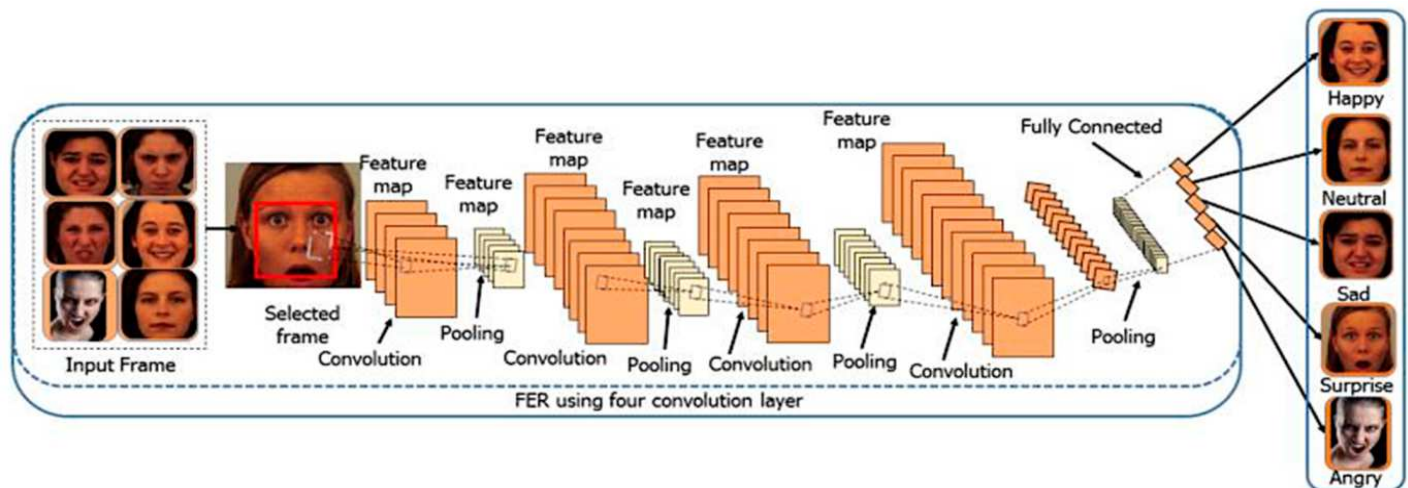 Input Frame
Selected
frame
Feature
map
Convolution
Feature
map
Pooling
Feature
map
Convolution
Feature
map
Pooling
Feature
map
Convolution
Pooling
Feature
map
Convolution
Fully Connected
Pooling
FER using four convolution layer
Happy
Neutral
Sad
Surprise
Angry